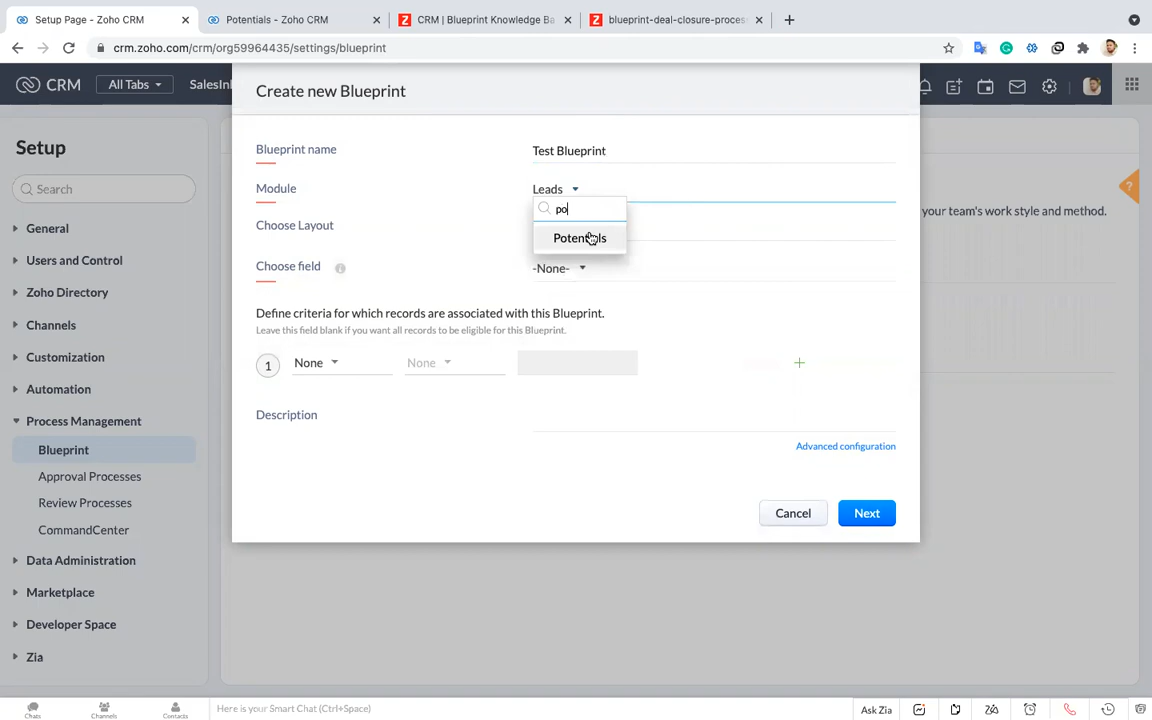 Setup Page - Zoho CRM
Potentials - Zoho CRM
CRM | Blueprint Knowledge Ba
blueprint-deal-closure-proces
crm.zoho.com/crm/org59964435/settings/blueprint
CRM
All Tabs
SalesIn
Create new Blueprint
Setup
Search
General
Users and Control
Zoho Directory
Channels
Customization
Automation
Process Management
Blueprint
Approval Processes
Review Processes
CommandCenter
Data Administration
Marketplace
Developer Space
Zia
Blueprint name
Test Blueprint
Module
Leads
po
Potentials
Choose Layout
Choose field
-None-
Define criteria for which records are associated with this Blueprint.
Leave this field blank if you want all records to be eligible for this Blueprint.
1 None None
Description
Advanced configuration
Cancel Next
your team's work style and method.
?
Chats
Channels
Contacts
Here is your Smart Chat (Ctrl+Space)
Ask Zia